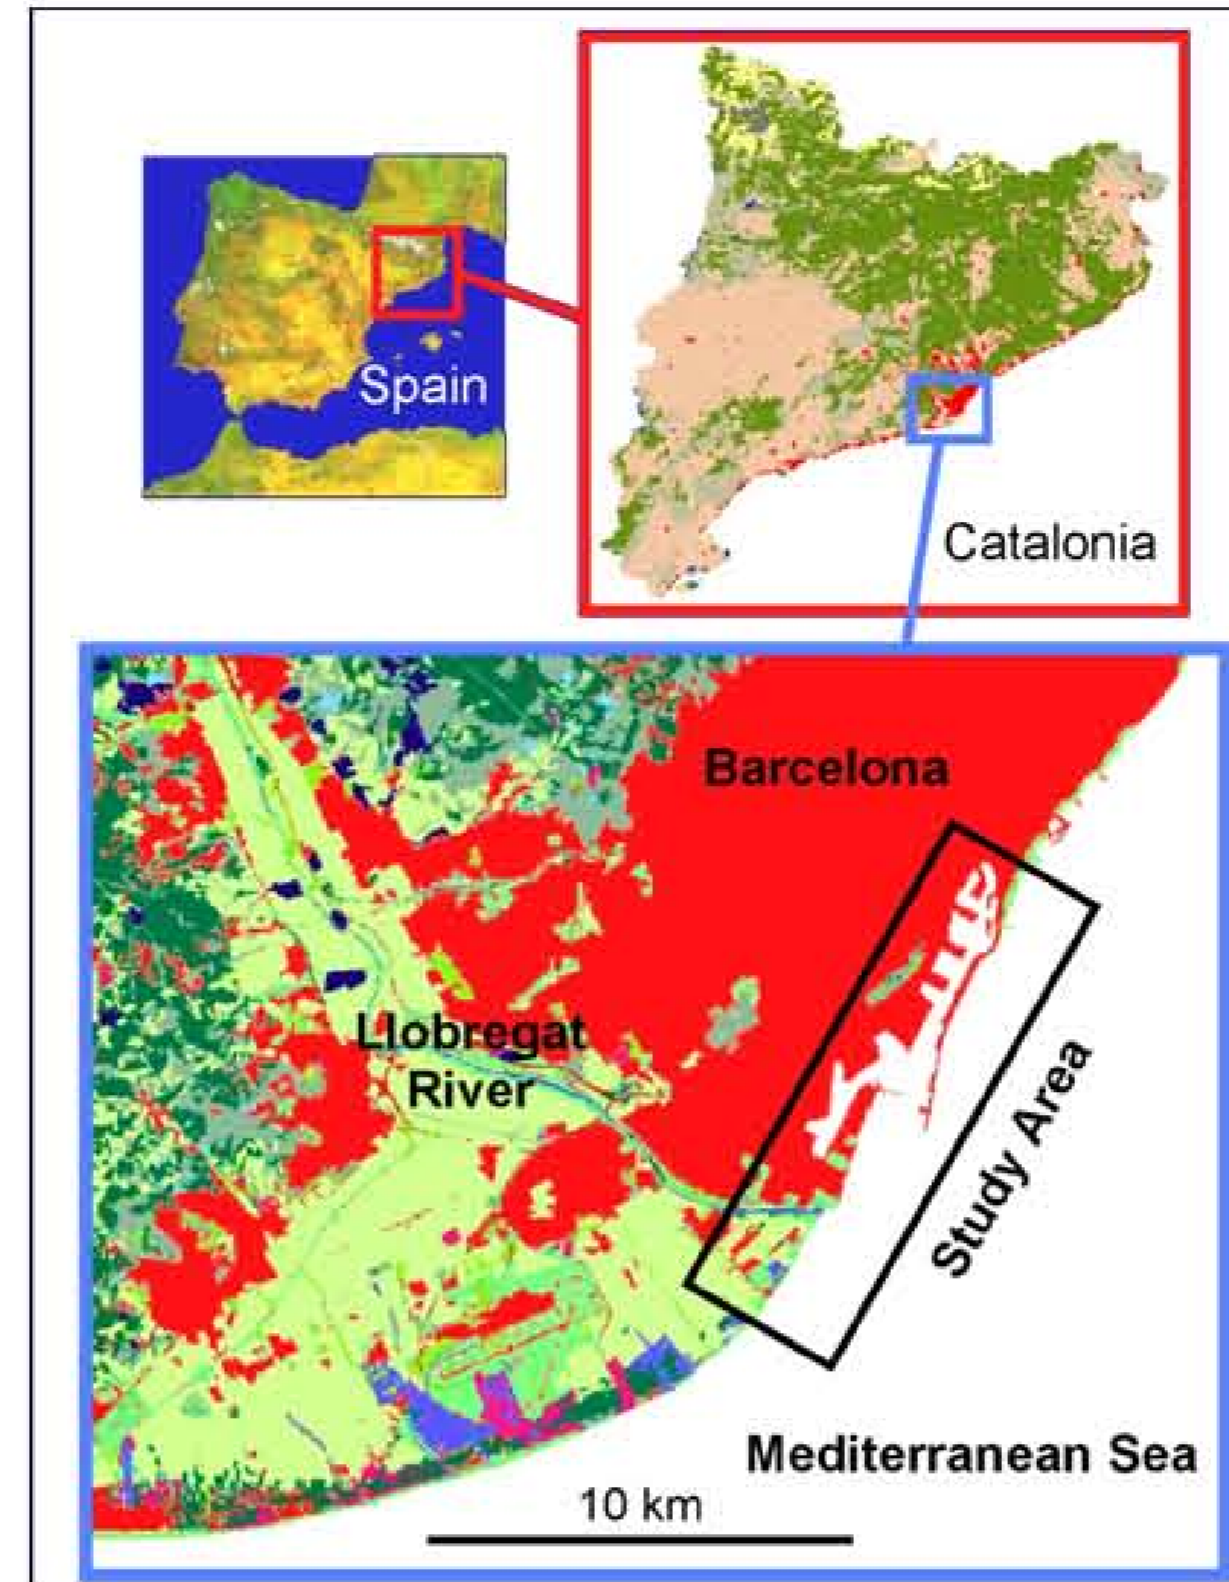 Spain
Catalonia
Barcelona
Llobregat
River
Study Area
Mediterranean Sea
10 km